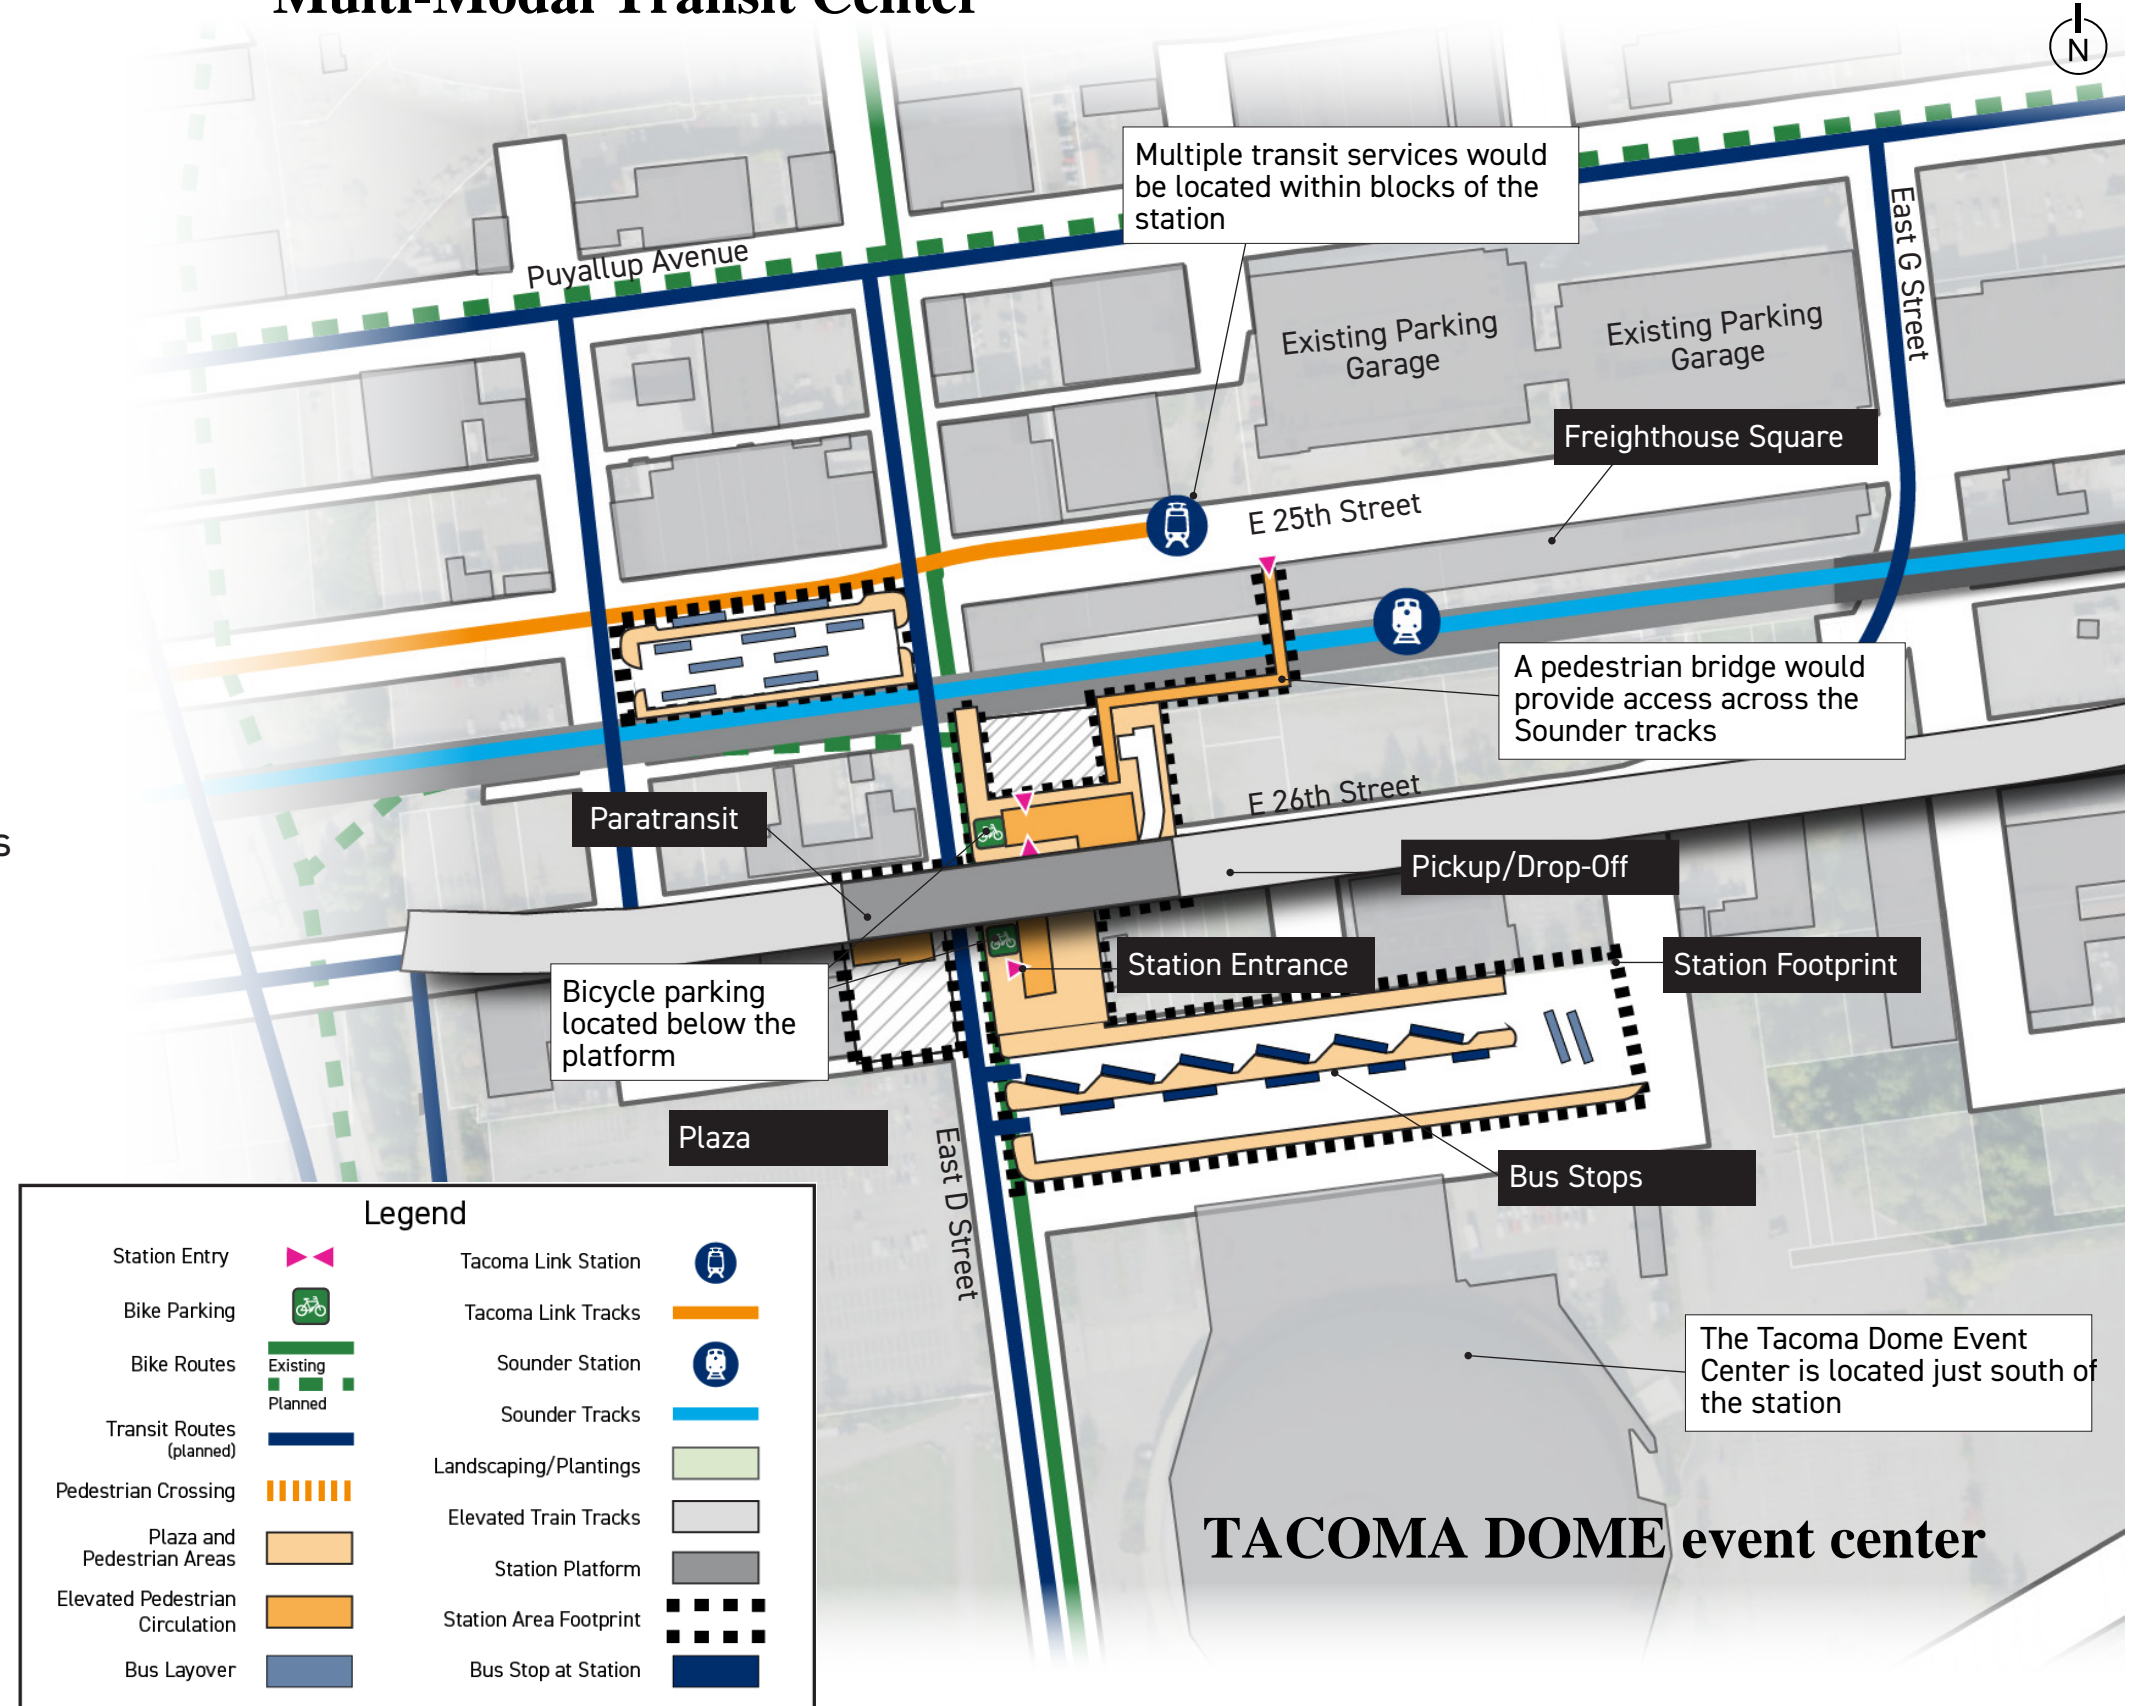 Multi-Modal Transit Center
N
Multiple transit services would
be located within blocks of the
station
East G Street
Puyallup Avenue
Existing Parking
Garage
Existing Parking
Garage
Freighthouse Square
E 25th Street
A pedestrian bridge would
provide access across the
Sounder tracks
E 26th Street
Paratransit
s
Pickup/Drop-Off
Station Entrance
Station Footprint
Bicycle parking
located below the
platform
Plaza
East D Street
Bus Stops
The Tacoma Dome Event
Center is located just south of
the station
TACOMA DOME event center
Legend
Station Entry
Bike Parking
Bike Routes
Existing
Planned
Transit Routes
(planned)
Pedestrian Crossing
Plaza and
Pedestrian Areas
Elevated Pedestrian
Circulation
Bus Layover
Tacoma Link Station
Tacoma Link Tracks
Sounder Station
Sounder Tracks
Landscaping/Plantings
Elevated Train Tracks
Station Platform
Station Area Footprint
Bus Stop at Station